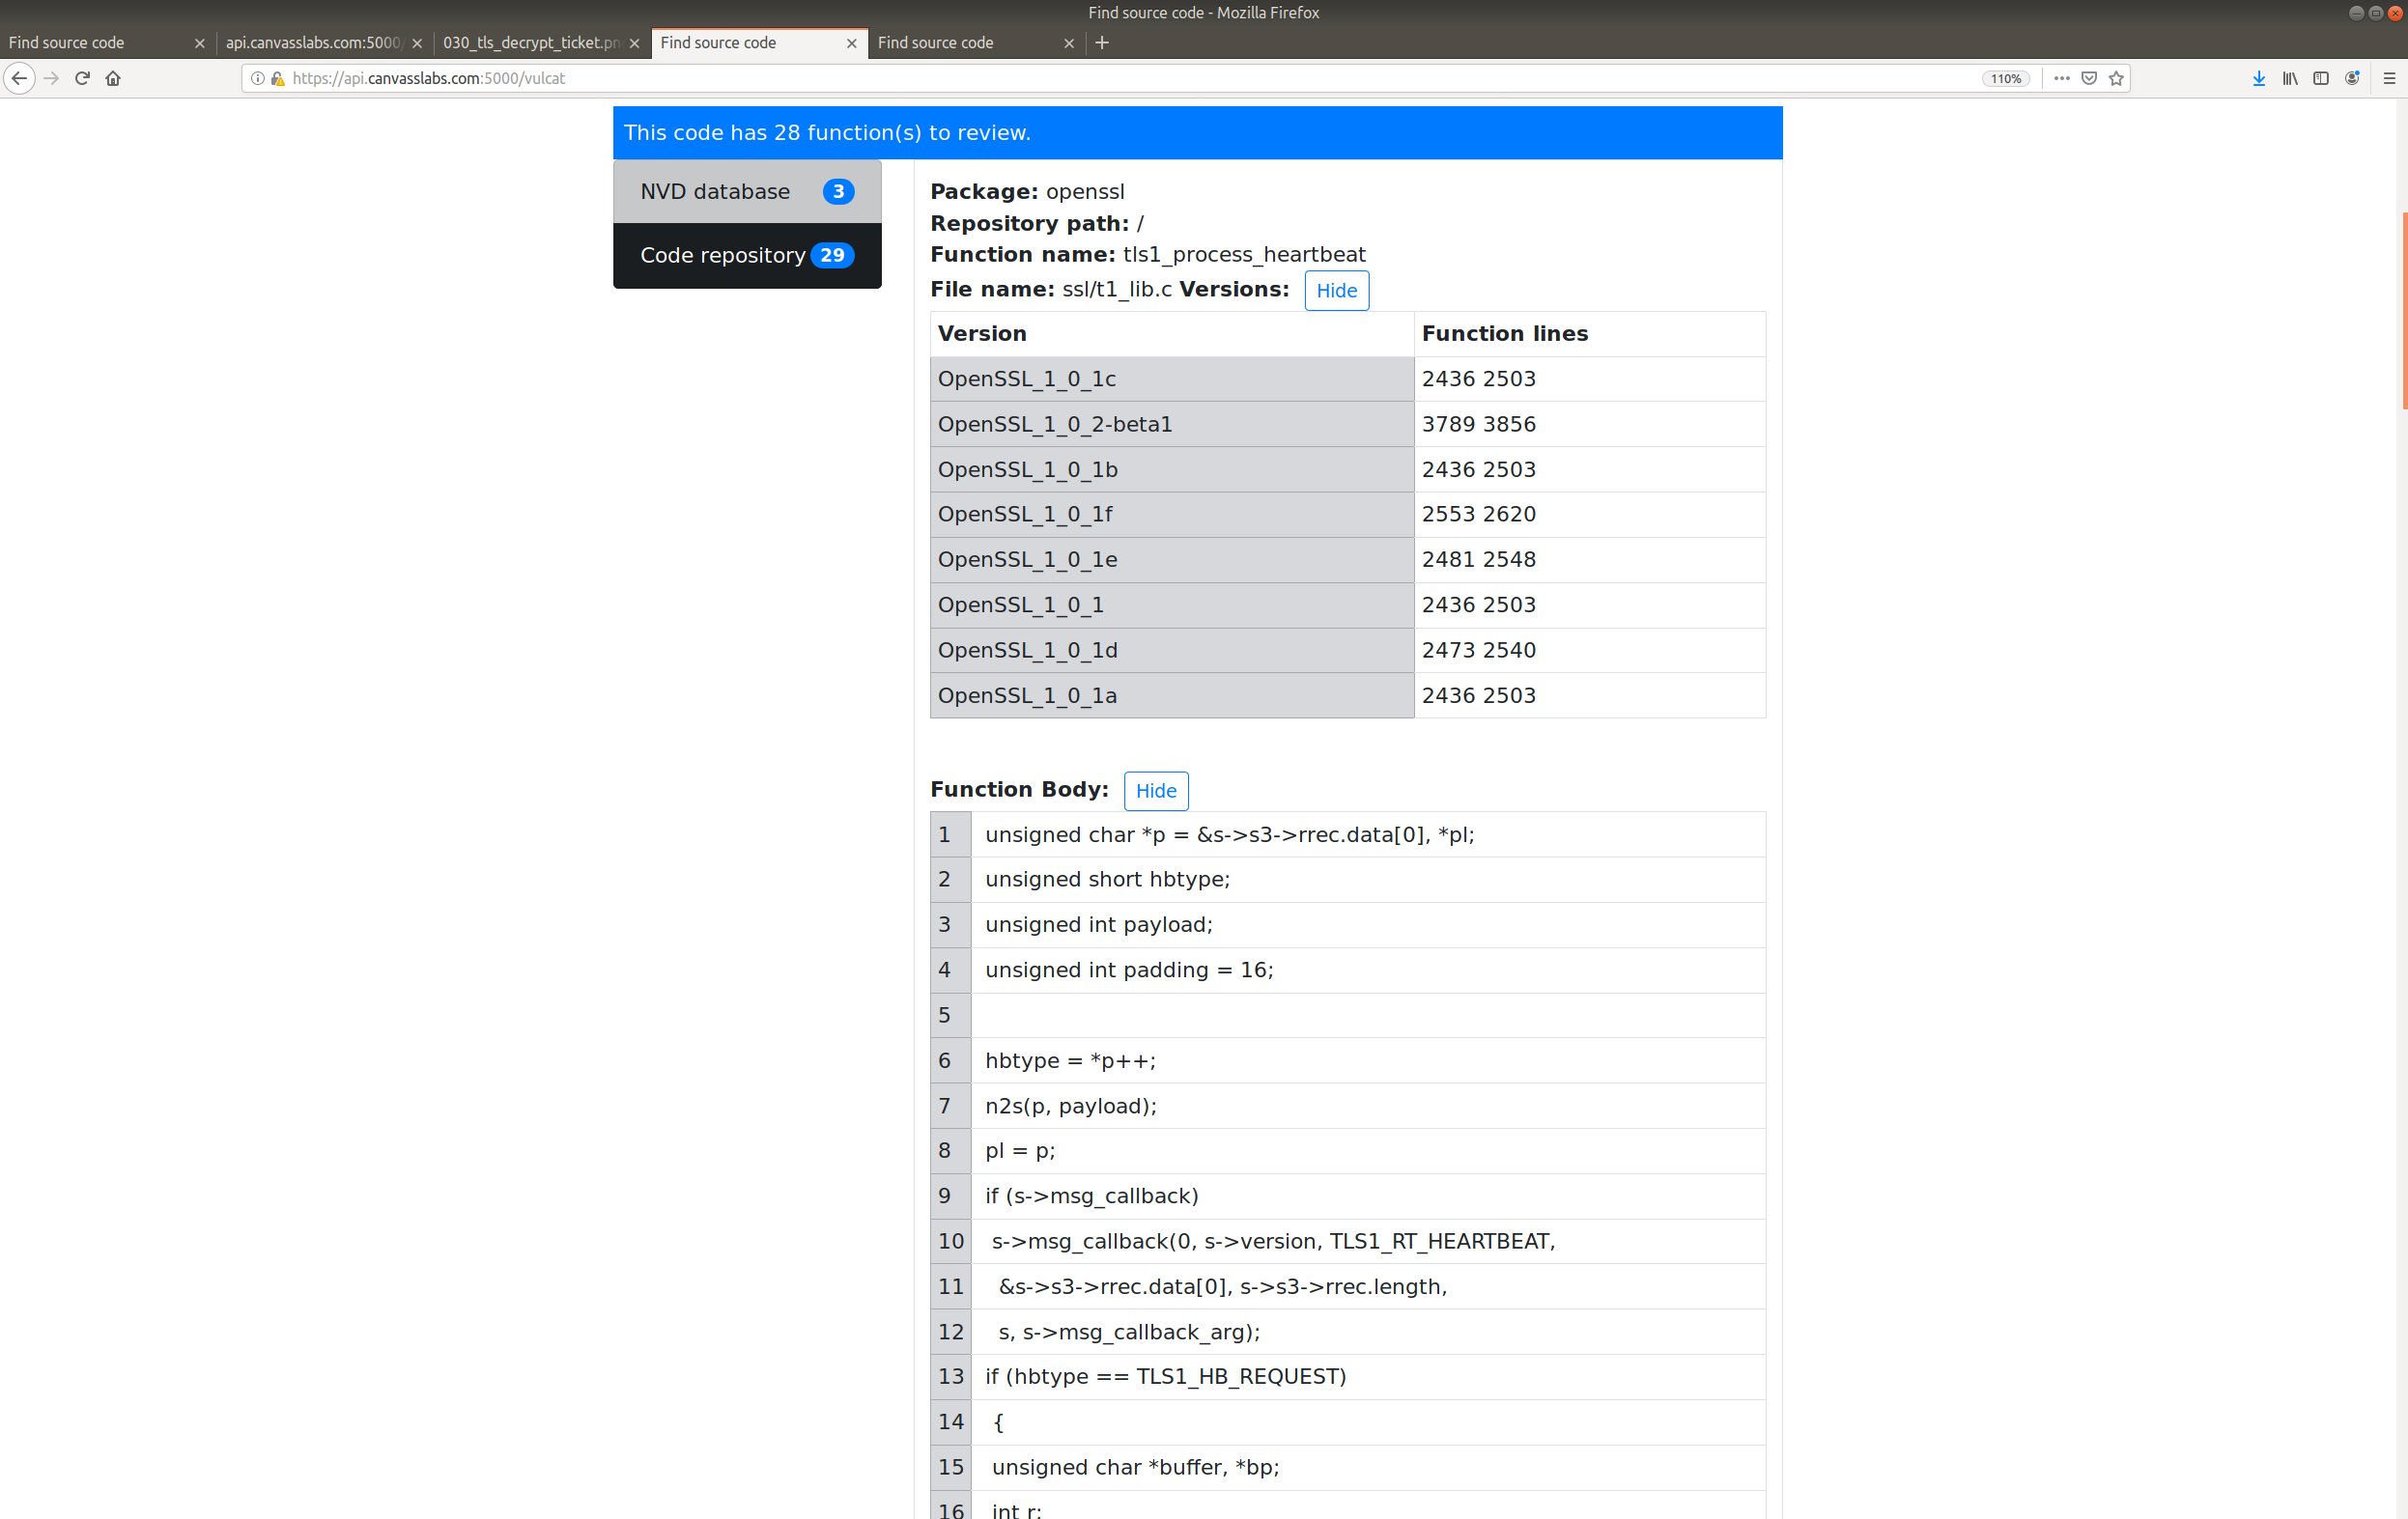 Find source code - Mozilla Firefox
Find source code api.canvasslabs.com:5000/ 030_tls_decrypt_ticket.pn Find source code Find source code
https://api.canvasslabs.com:5000/vulcat 110%
This code has 28 function(s) to review.
NVD database 3
Code repository 29
Package: openssl
Repository path: /
Function name: tls1_process_heartbeat
File name: ssl/t1_lib.c Versions: Hide
Version Function lines
OpenSSL_1_0_1c 2436 2503
OpenSSL_1_0_2-beta1 3789 3856
OpenSSL_1_0_1b 2436 2503
OpenSSL_1_0_1f 2553 2620
OpenSSL_1_0_1e 2481 2548
OpenSSL_1_0_1 2436 2503
OpenSSL_1_0_1d 2473 2540
OpenSSL_1_0_1a 2436 2503
Function Body: Hide
1 unsigned char *p = &s->s3->rrec.data[0], *pl;
2 unsigned short hbtype;
3 unsigned int payload;
4 unsigned int padding = 16;
5
6 hbtype = *p++;
7 n2s(p, payload);
8 pl = p;
9 if (s->msg_callback)
10 s->msg_callback(0, s->version, TLS1_RT_HEARTBEAT,
11 &s->s3->rrec.data[0], s->s3->rrec.length,
12 s, s->msg_callback_arg);
13 if (hbtype == TLS1_HB_REQUEST)
14 {
15 unsigned char *buffer, *bp;
16 int r;